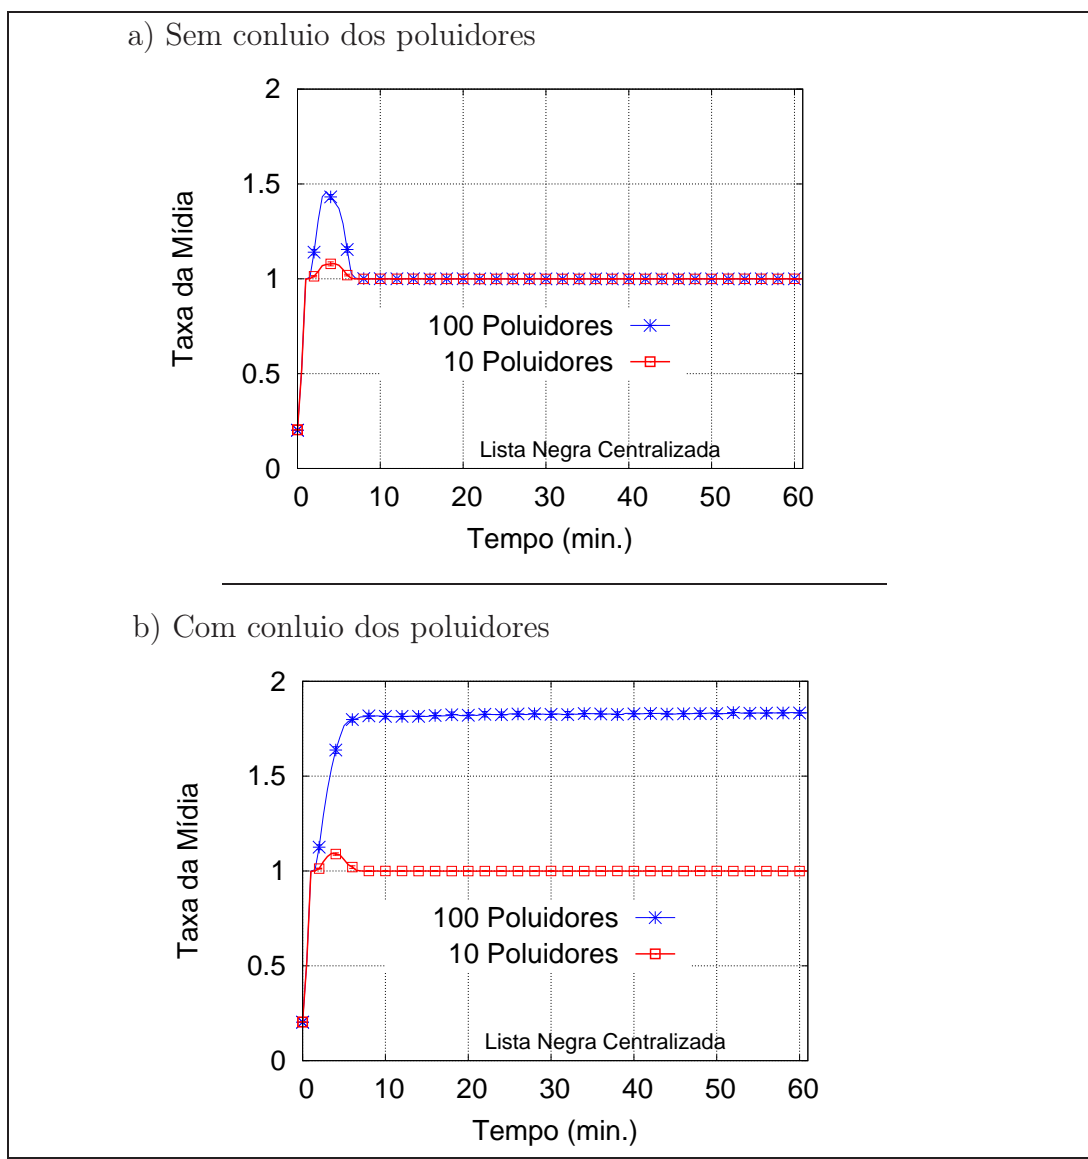 a) Sem conluio dos poluidores
2
1.5
1
0.5
0
Taxa da Mídia
100 Poluidores
10 Poluidores
Lista Negra Centralizada
0 10 20 30 40 50 60
Tempo (min.)
b) Com conluio dos poluidores
2
1.5
1
0.5
0
Taxa da Mídia
100 Poluidores
10 Poluidores
Lista Negra Centralizada
0 10 20 30 40 50 60
Tempo (min.)